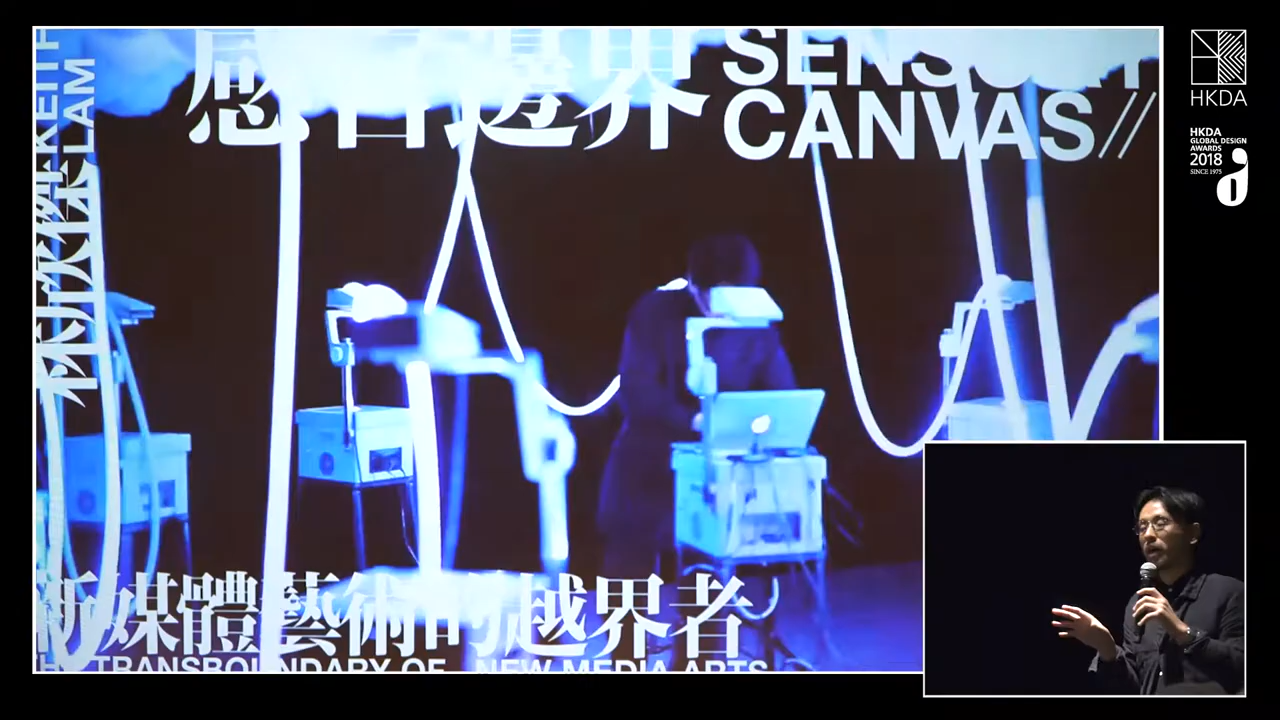 KEITH
LAM
林欣傑
感官邊界
SENSORY
CANVAS//
新媒體藝術的越界者
THE TRANSBOUNDARY OF NEW MEDIA ARTS
HKDA
HKDA
GLOBAL DESIGN
AWARDS
2018
SINCE 1975